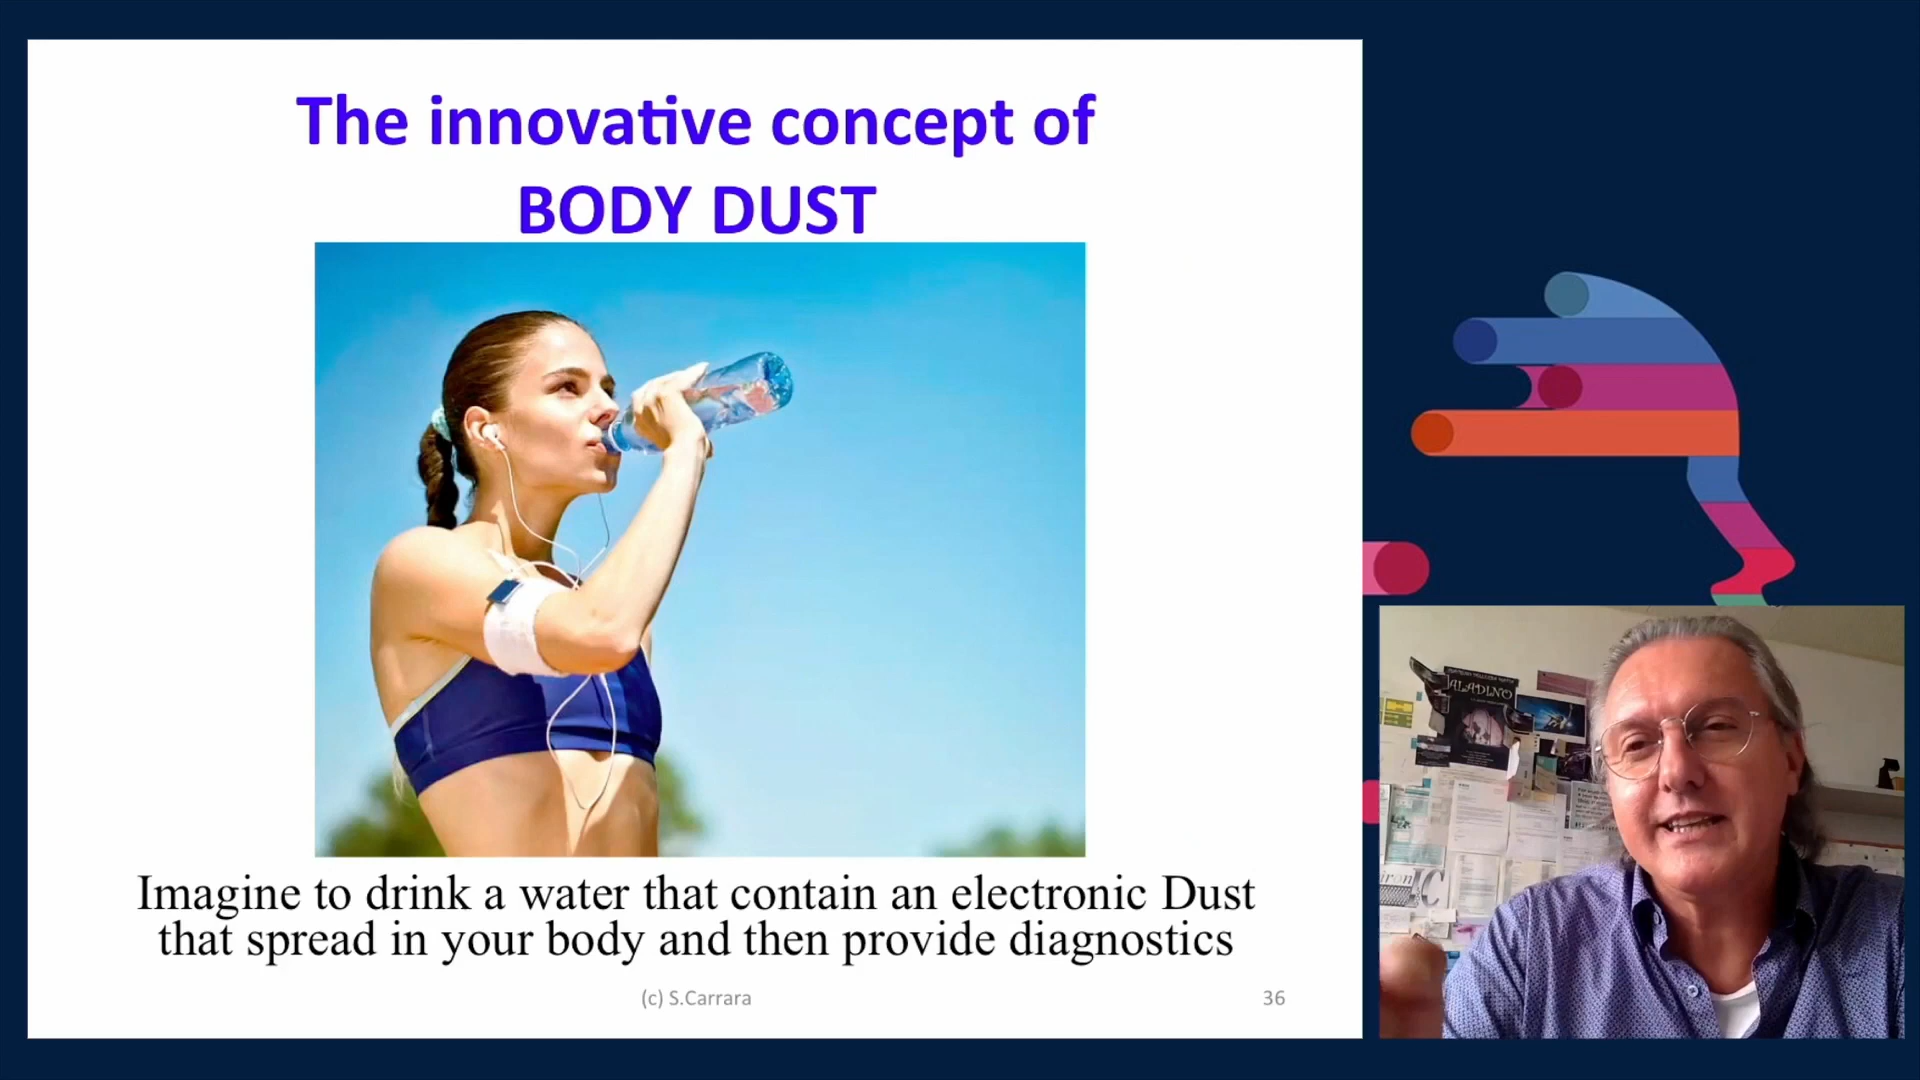 The innovative concept of
BODY DUST
Imagine to drink a water that contain an electronic Dust
that spread in your body and then provide diagnostics
(c) S.Carrara
36
ALADINO